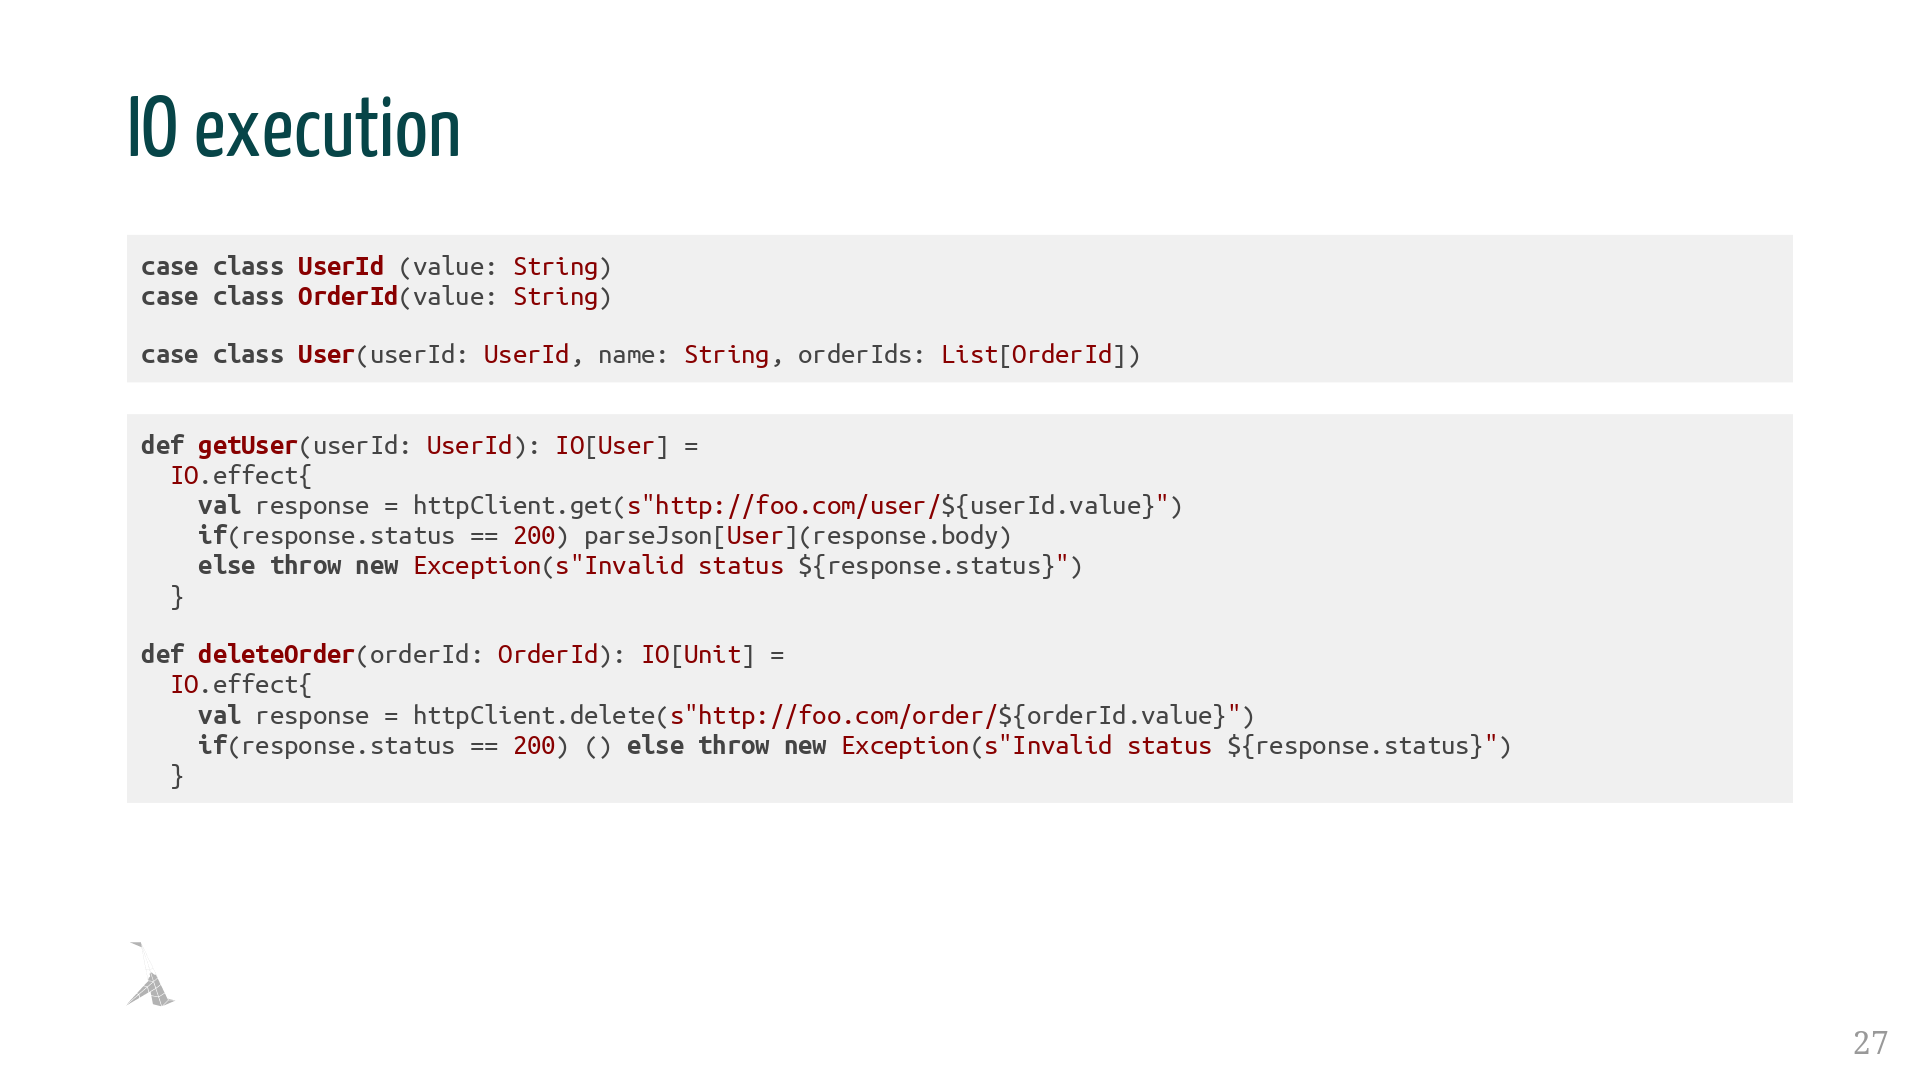 IO execution
case class UserId (value: String)
case class OrderId(value: String)
case class User(userId: UserId, name: String, orderIds: List[OrderId])
def getUser(userId: UserId): IO[User] =
  IO.effect{
    val response = httpClient.get(s"http://foo.com/user/${userId.value}")
    if(response.status == 200) parseJson[User](response.body)
    else throw new Exception(s"Invalid status ${response.status}")
  }
def deleteOrder(orderId: OrderId): IO[Unit] =
  IO.effect{
    val response = httpClient.delete(s"http://foo.com/order/${orderId.value}")
    if(response.status == 200) () else throw new Exception(s"Invalid status ${response.status}")
  }
27